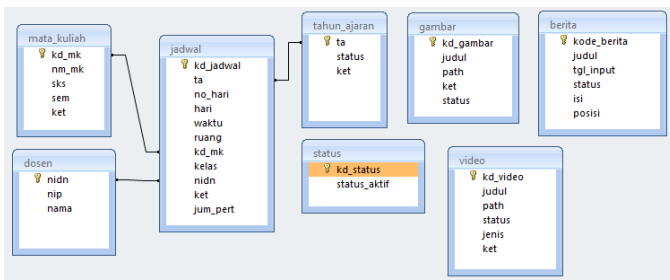 mata_kuliah
kd_mk
nm_mk
sks
sem
ket
jadwal
kd_jadwal
ta
no_hari
hari
waktu
ruang
kd_mk
kelas
nidn
ket
jum_pert
tahun_ajaran
ta
status
ket
gambar
kd_gambar
judul
path
ket
status
berita
kode_berita
judul
tgl_input
status
isi
posisi
dosen
nidn
nip
nama
status
kd_status
status_aktif
video
kd_video
judul
path
status
jenis
ket